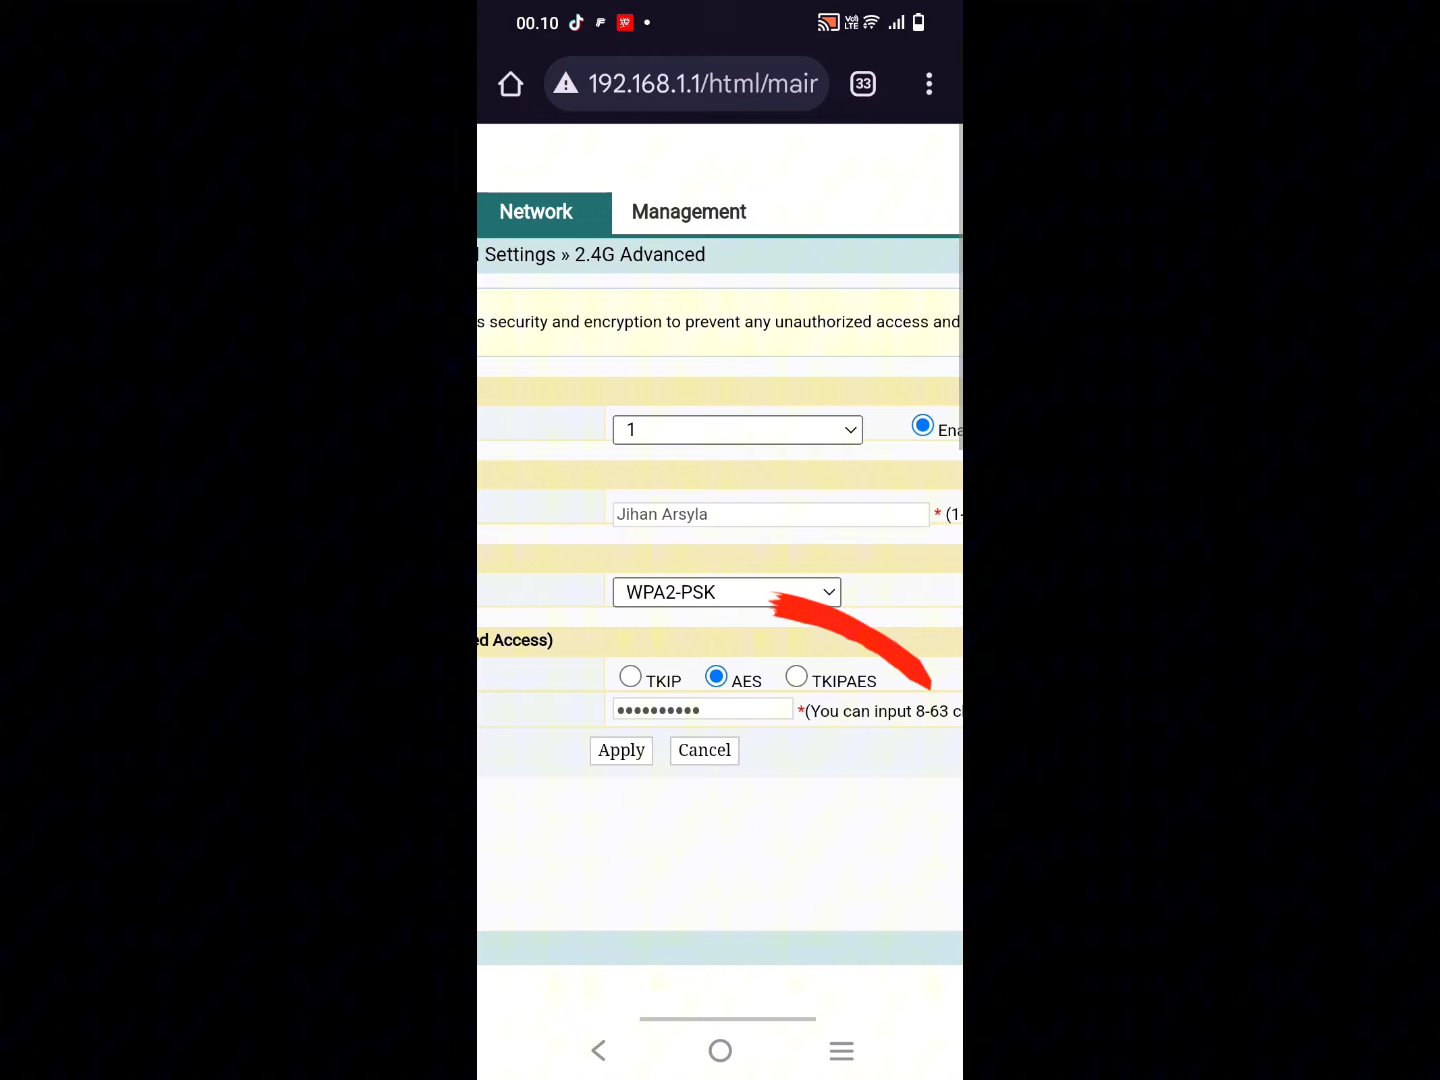 00.10
192.168.1.1/html/mair
33
Network Management
Settings » 2.4G Advanced
s security and encryption to prevent any unauthorized access and
1 Ena
Jihan Arsyla * (1-
WPA2-PSK
ed Access)
TKIP AES TKIPAES
•••••••••• *(You can input 8-63 c
Apply Cancel